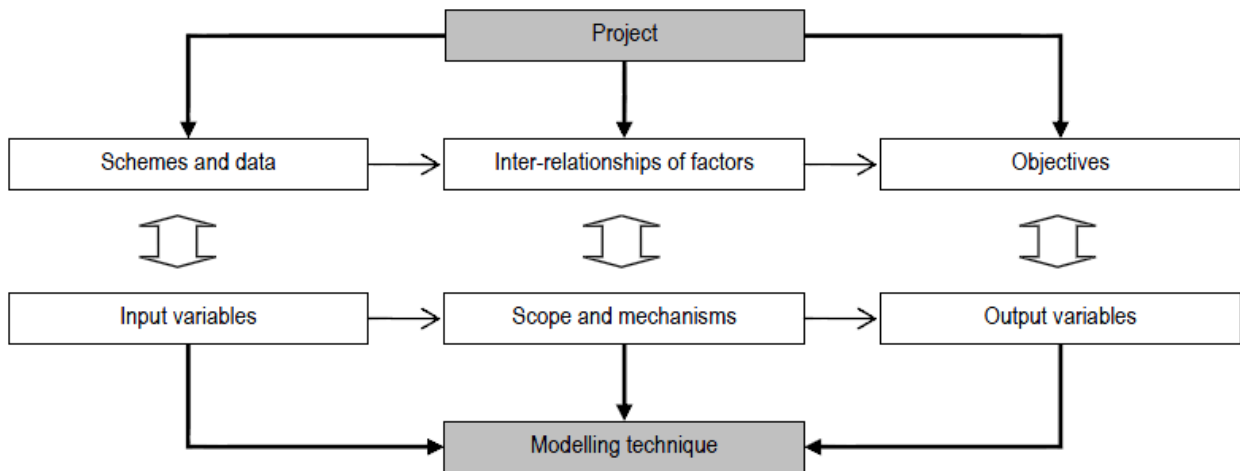 Project
Schemes and data
Inter-relationships of factors
Objectives
Input variables
Scope and mechanisms
Output variables
Modelling technique